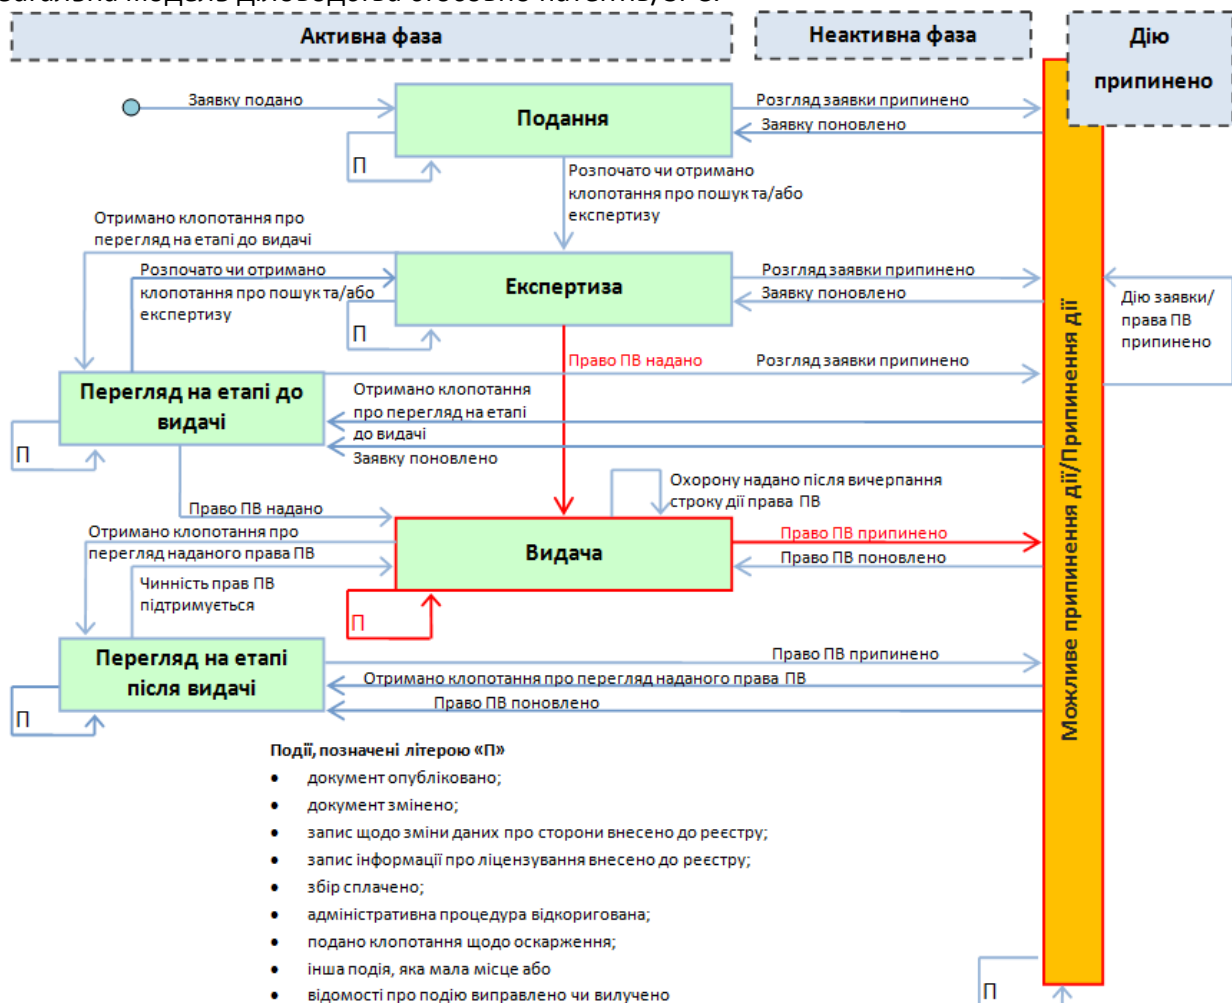 Активна фаза
Неактивна фаза
Дію
припинено
Заявку подано
Подання
Розгляд заявки припинено
Заявку поновлено
П
Розпочато чи отримано
клопотання про пошук та/або
експертизу
Отримано клопотання про
перегляд на етапі до видачі
Розпочато чи отримано
клопотання про пошук та/або
експертизу
Експертиза
Розгляд заявки припинено
Заявку поновлено
П
Дію заявки/
права ПВ
припинено
Право ПВ надано
Розгляд заявки припинено
Перегляд на етапі до
видачі
Отримано клопотання
про перегляд на етапі
до видачі
Заявку поновлено
П
Охорону надано після вичерпання
строку дії права ПВ
Право ПВ надано
Отримано клопотання про
перегляд наданого права ПВ
Видача
Право ПВ припинено
Право ПВ поновлено
Чинність прав ПВ
підтримується
П
Перегляд на етапі
після видачі
Право ПВ припинено
Отримано клопотання про перегляд наданого права ПВ
Право ПВ поновлено
П
Можливе припинення дії/Припинення дії
Події, позначені літерою «П»
• документ опубліковано;
• документ змінено;
• запис щодо зміни даних про сторони внесено до реєстру;
• запис інформації про ліцензування внесено до реєстру;
• збір сплачено;
• адміністративна процедура відкоригована;
• подано клопотання щодо оскарження;
• інша подія, яка мала місце або
• відомості про подію виправлено чи вилучено
П